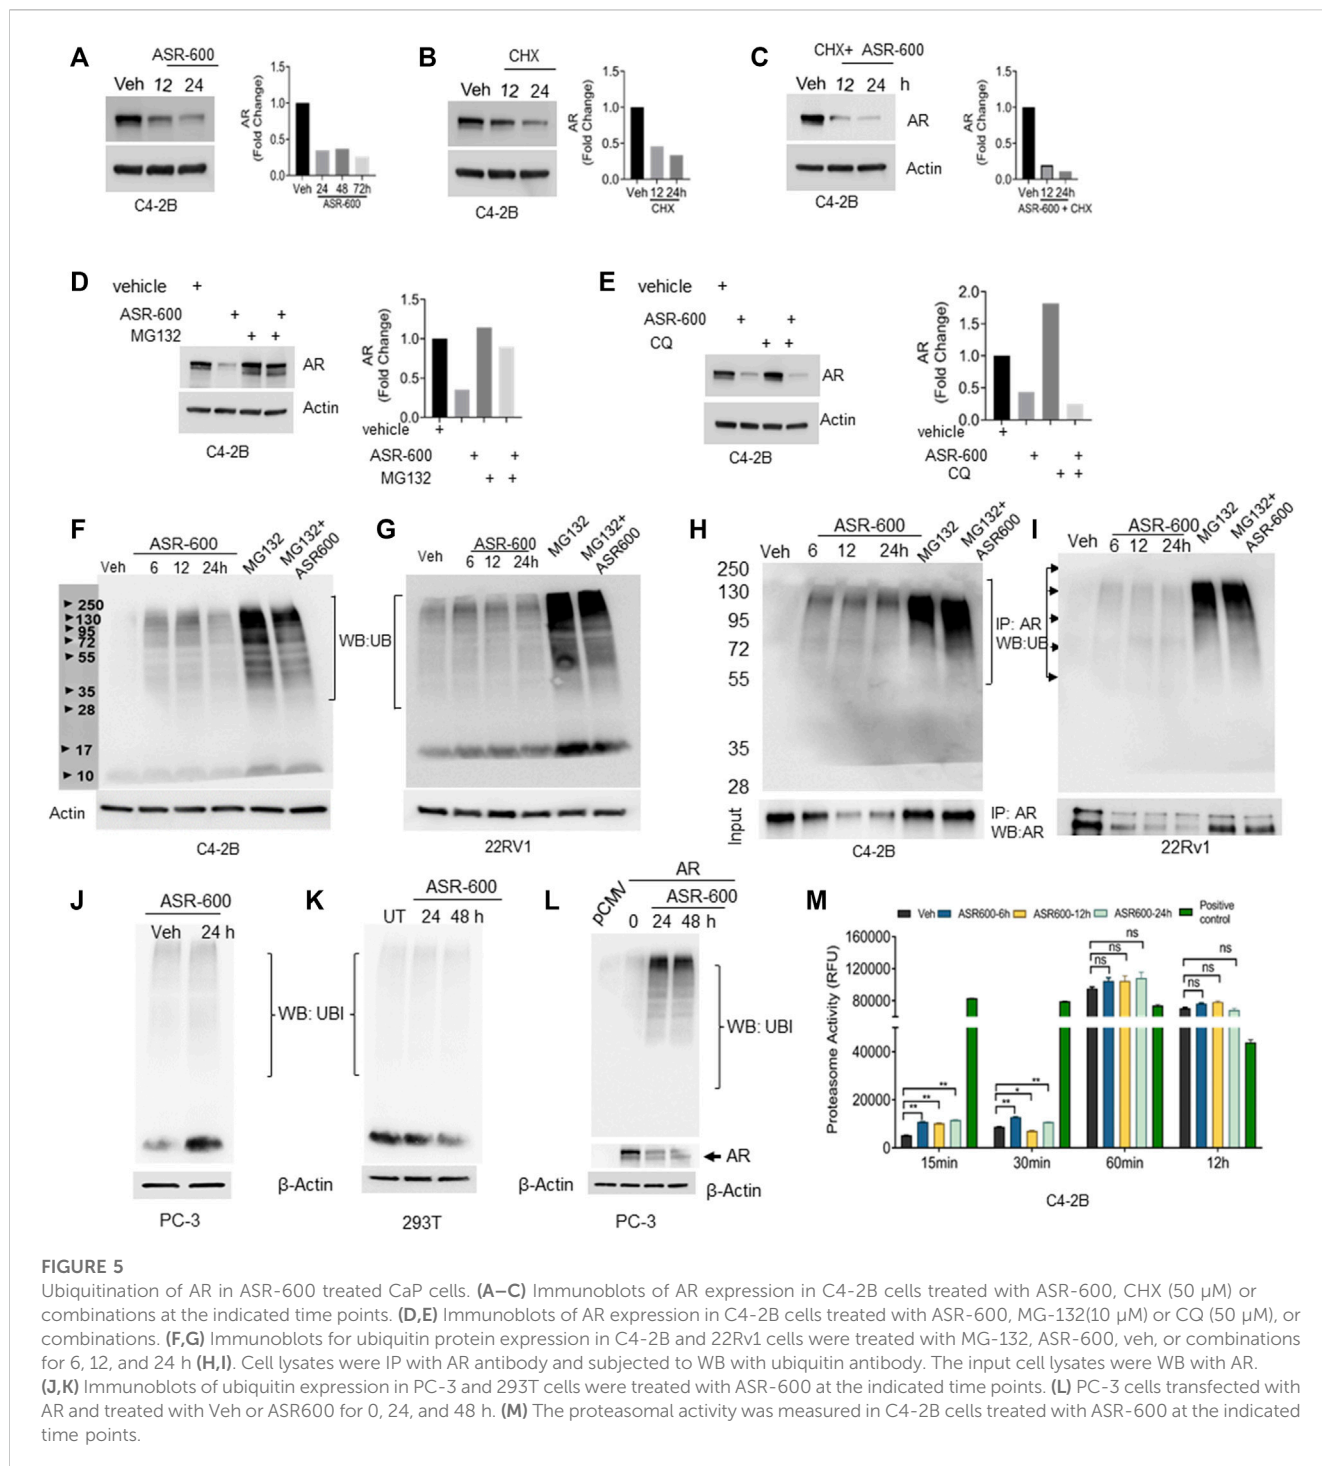 A
ASR-600
Veh 12 24
C4-2B
AR
(Fold Change)
1.5
1.0
0.5
0.0
Veh 24 48 72h
ASR-600
B
CHX
Veh 12 24
C4-2B
AR
(Fold Change)
1.5
1.0
0.5
0.0
Veh 12 24h
CHX
C
CHX+ ASR-600
Veh 12 24 h
AR
Actin
C4-2B
AR
(Fold Change)
1.5
1.0
0.5
0.0
Veh 12 24h
ASR-600 + CHX
D
vehicle +
ASR-600 + +
MG132 + +
AR
Actin
C4-2B
AR
(Fold Change)
1.5
1.0
0.5
0.0
vehicle +
ASR-600 + +
MG132 + +
E
vehicle +
ASR-600 + +
CQ + +
AR
Actin
C4-2B
AR
(Fold Change)
2.0
1.5
1.0
0.5
0.0
vehicle +
ASR-600 + +
CQ + +
F
ASR-600
Veh 6 12 24h MG132 MG132+
ASR600
250
130
95
72
55
35
28
17
10
WB:UB
Actin
C4-2B
G
ASR-600
Veh 6 12 24h MG132 MG132+
ASR600
22RV1
H
ASR-600
Veh 6 12 24h MG132 MG132+
ASR600
250
130
95
72
55
35
28
IP: AR
WB:UB
Input
IP: AR
WB:AR
C4-2B
I
ASR-600
Veh 6 12 24h MG132 MG132+
ASR-600
22Rv1
J
ASR-600
Veh 24 h
WB: UBI
β-Actin
PC-3
K
ASR-600
UT 24 48 h
293T
L
AR
pCMV ASR-600
0 24 48 h
WB: UBI
AR
β-Actin
β-Actin
PC-3
M
Veh ASR600-6h ASR600-12h ASR600-24h Positive
control
Proteasome Activity (RFU)
160000
120000
80000
40000
20000
0
** ** **
** * **
ns ns ns
ns ns ns
15min 30min 60min 12h
C4-2B
FIGURE 5
Ubiquitination of AR in ASR-600 treated CaP cells. (A–C) Immunoblots of AR expression in C4-2B cells treated with ASR-600, CHX (50 μM) or
combinations at the indicated time points. (D,E) Immunoblots of AR expression in C4-2B cells treated with ASR-600, MG-132(10 μM) or CQ (50 μM), or
combinations. (F,G) Immunoblots for ubiquitin protein expression in C4-2B and 22Rv1 cells were treated with MG-132, ASR-600, veh, or combinations
for 6, 12, and 24 h (H,I). Cell lysates were IP with AR antibody and subjected to WB with ubiquitin antibody. The input cell lysates were WB with AR.
(J,K) Immunoblots of ubiquitin expression in PC-3 and 293T cells were treated with ASR-600 at the indicated time points. (L) PC-3 cells transfected with
AR and treated with Veh or ASR600 for 0, 24, and 48 h. (M) The proteasomal activity was measured in C4-2B cells treated with ASR-600 at the indicated
time points.